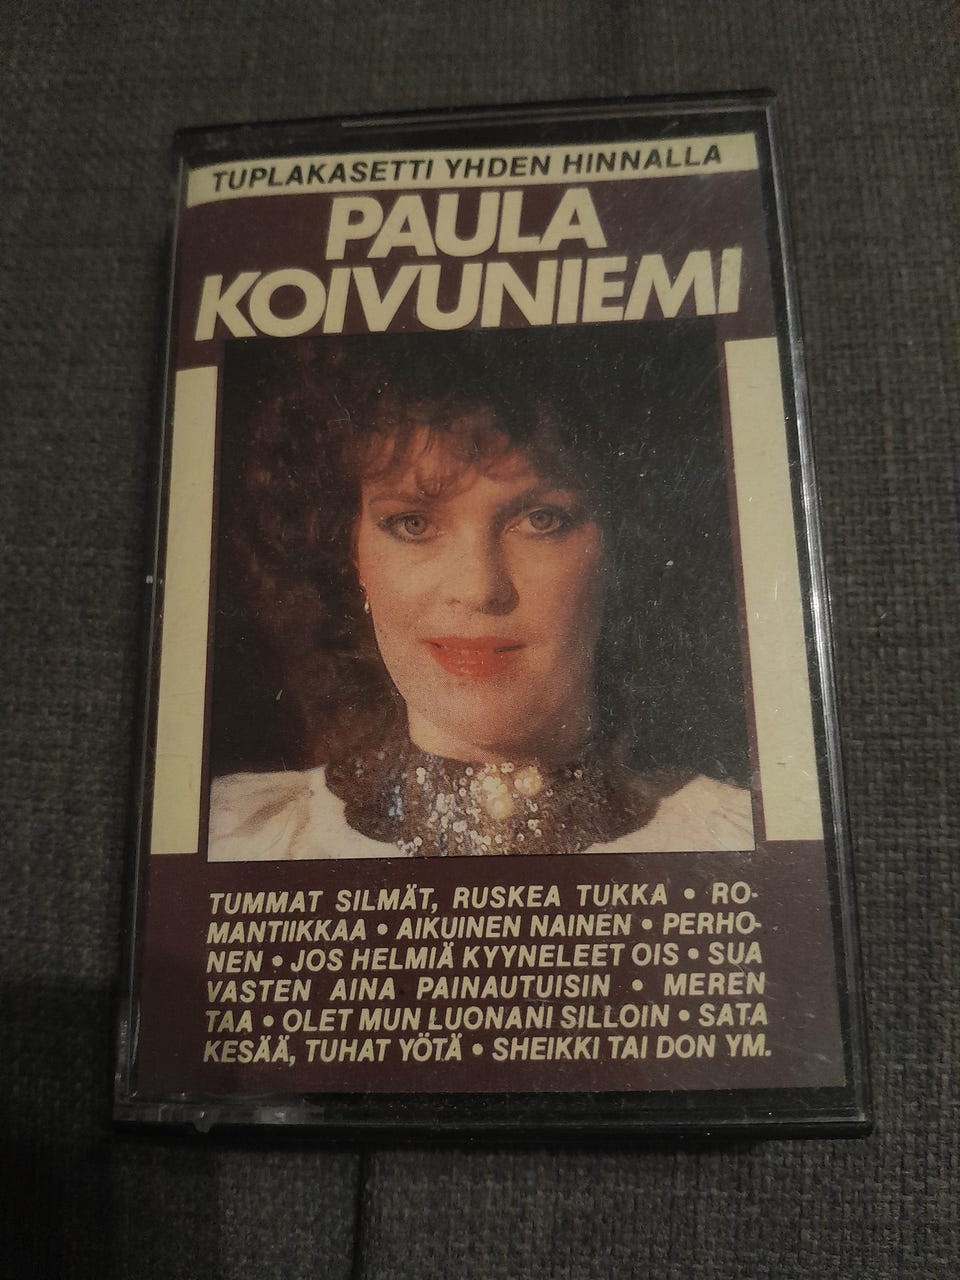 TUPLAKASETTI YHDEN HINNALLA
PAULA
KOIVUNIEMI
TUMMAT SILMÄT, RUSKEA TUKKA • RO-
MANTIIKKAA • AIKUINEN NAINEN • PERHO-
NEN • JOS HELMIÄ KYYNELEET OIS • SUA
VASTEN AINA PAINAUTUISIN • MEREN
TAA • OLET MUN LUONANI SILLOIN • SATA
KESÄÄ, TUHAT YÖTÄ • SHEIKKI TAI DON YM.